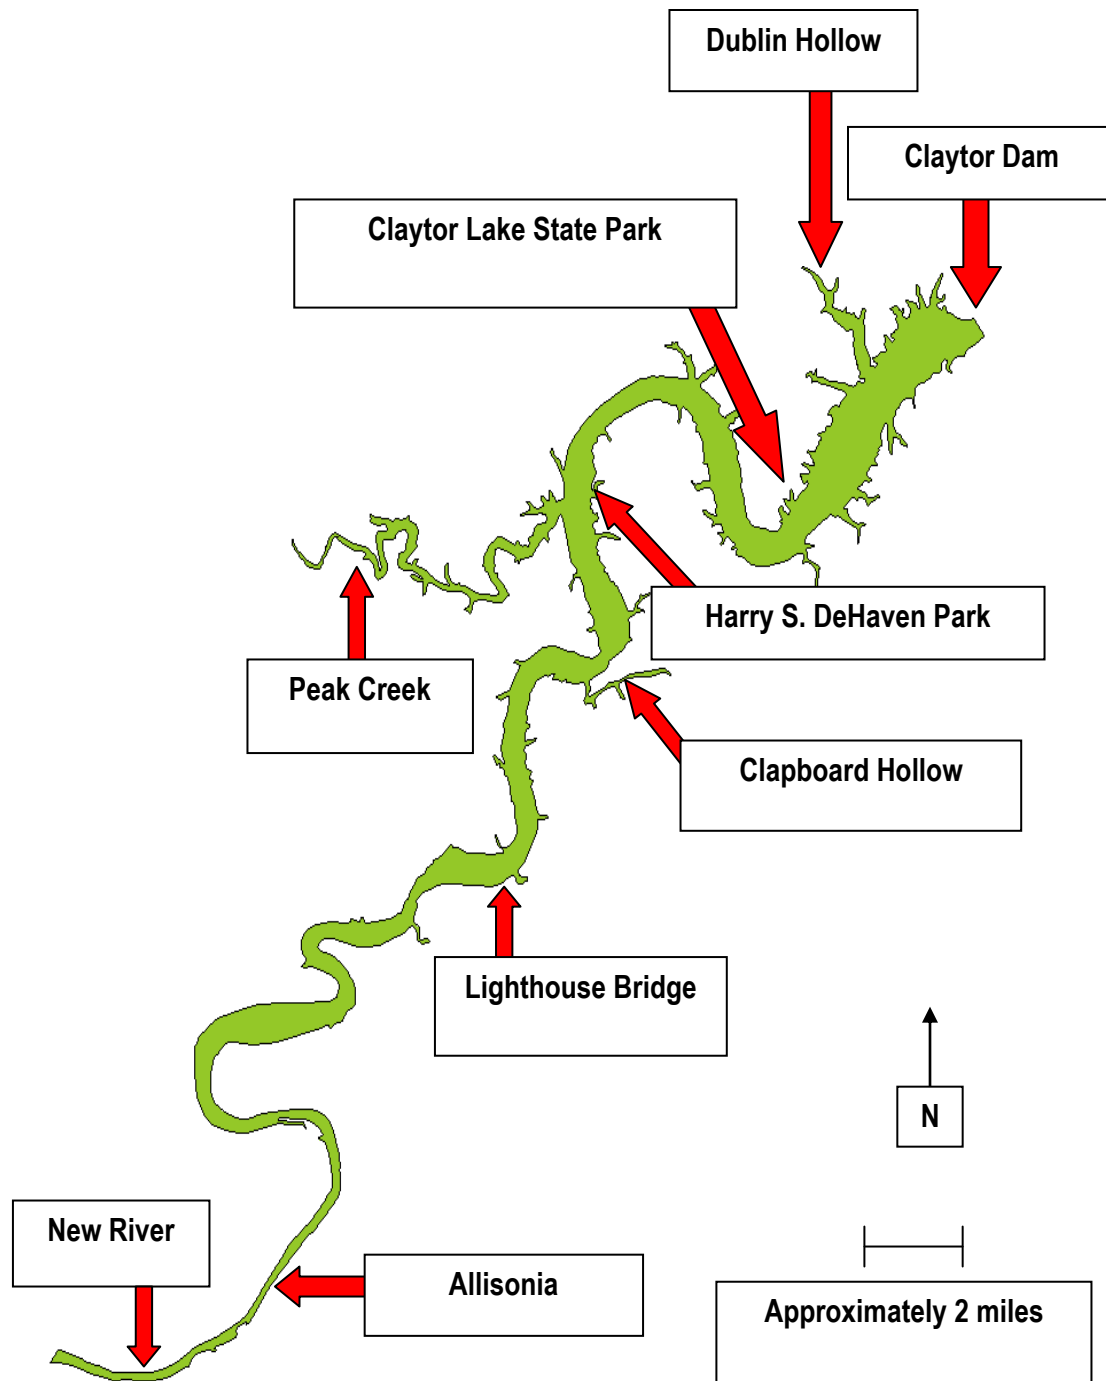 Dublin Hollow
Claytor Dam
Claytor Lake State Park
Harry S. DeHaven Park
Peak Creek
Clapboard Hollow
Lighthouse Bridge
N
New River
Allisonia
Approximately 2 miles